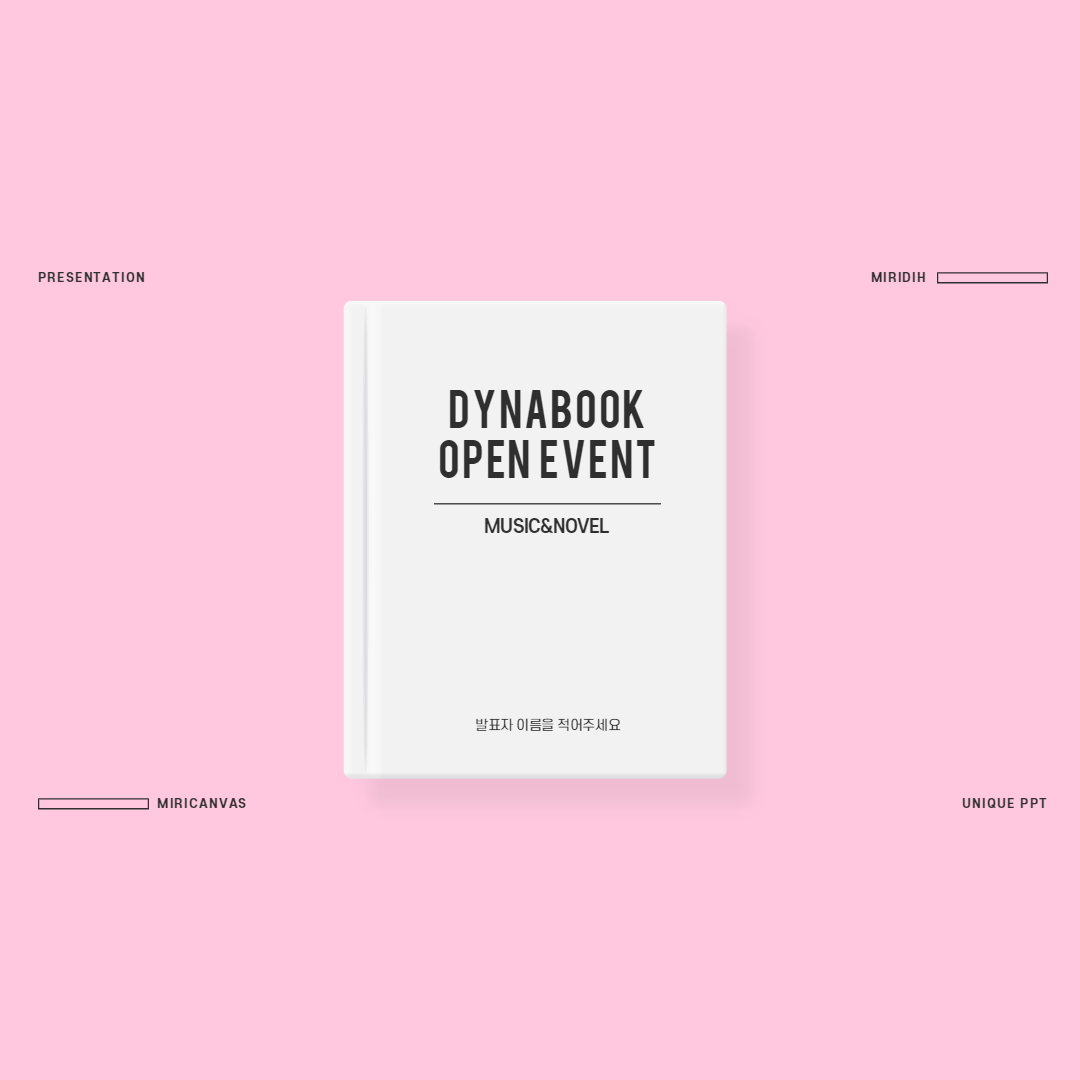 PRESENTATION
MIRIDIH
DYNABOOK
OPEN EVENT
MUSIC&NOVEL
발표자 이름을 적어주세요
MIRICANVAS
UNIQUE PPT